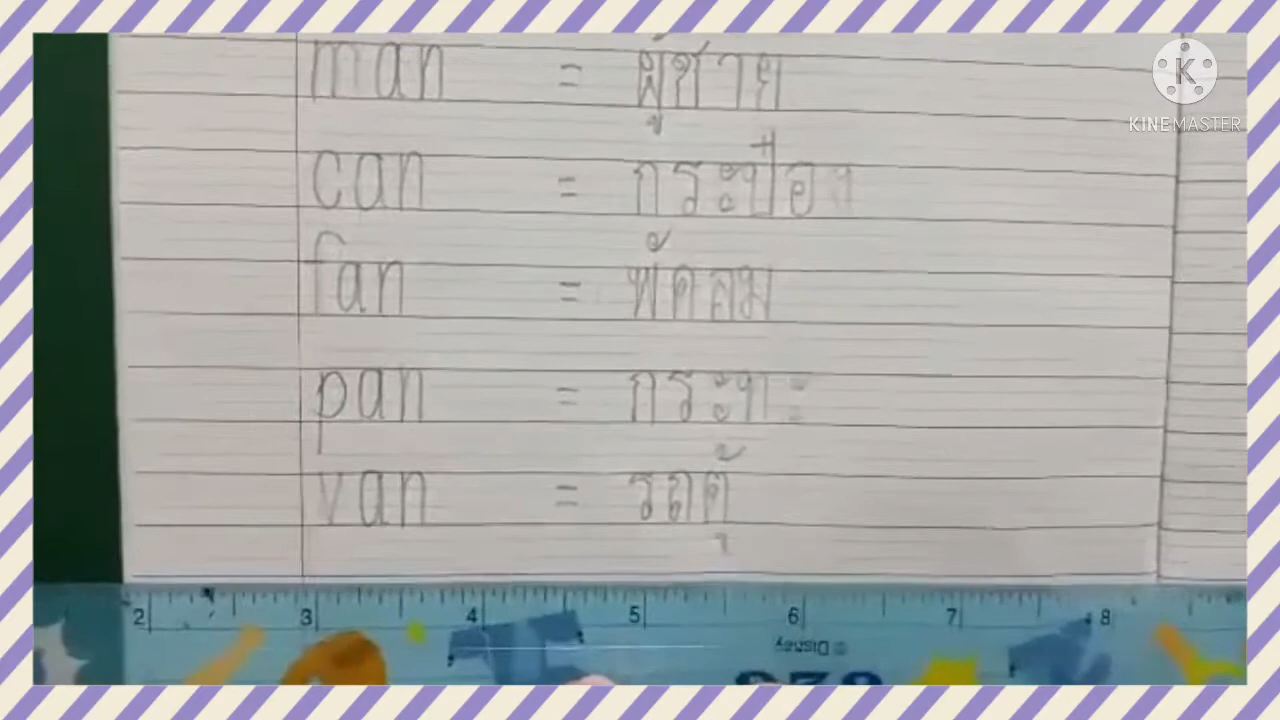 man = ผู้ชาย
KINEMASTER
can = กระป๋อง
fan = พัดลม
pan = กระทะ
van = รถตู้
2 3 4 5 6 7 8
© Disney